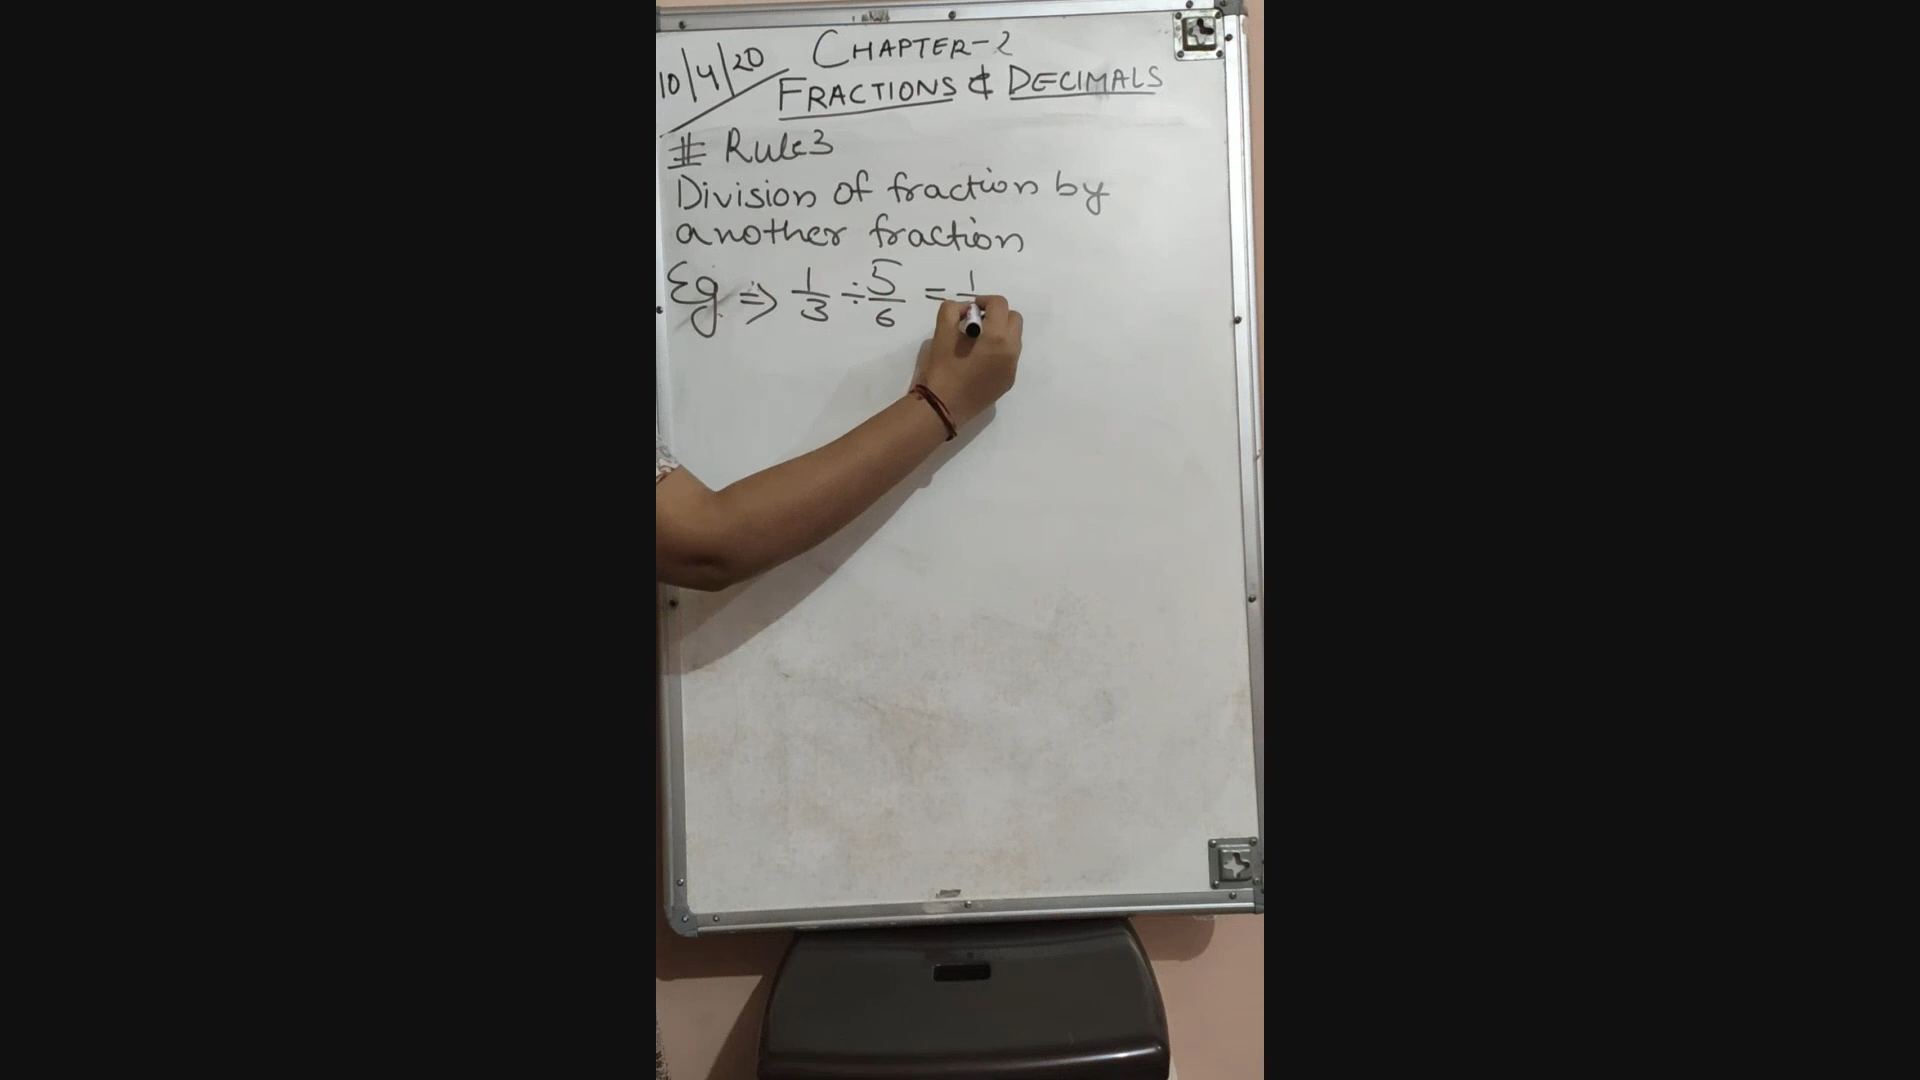 10/4/20 CHAPTER-2
FRACTIONS & DECIMALS
# Rule3
Division of fraction by
another fraction
Eg ⇒ 1/3 ÷ 5/6 = 1/